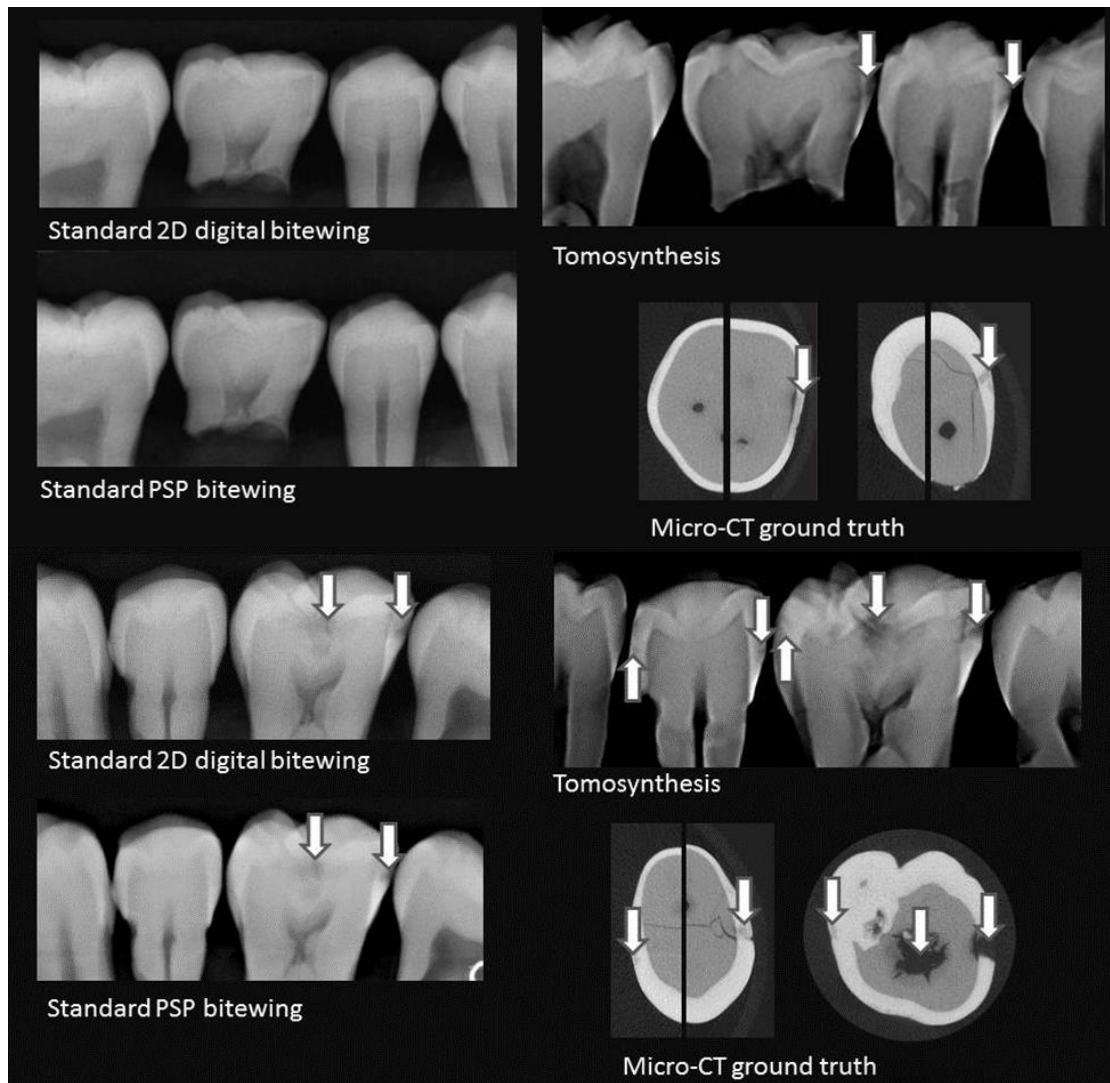 Standard 2D digital bitewing
Tomosynthesis
Standard PSP bitewing
Micro-CT ground truth
Standard 2D digital bitewing
Tomosynthesis
Standard PSP bitewing
Micro-CT ground truth